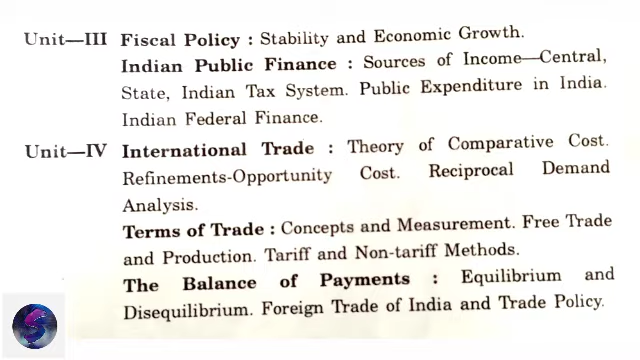 Unit—III Fiscal Policy : Stability and Economic Growth.
Indian Public Finance : Sources of Income—Central,
State, Indian Tax System. Public Expenditure in India.
Indian Federal Finance.
Unit—IV International Trade : Theory of Comparative Cost.
Refinements-Opportunity Cost. Reciprocal Demand
Analysis.
Terms of Trade : Concepts and Measurement. Free Trade
and Production. Tariff and Non-tariff Methods.
The Balance of Payments : Equilibrium and
Disequilibrium. Foreign Trade of India and Trade Policy.